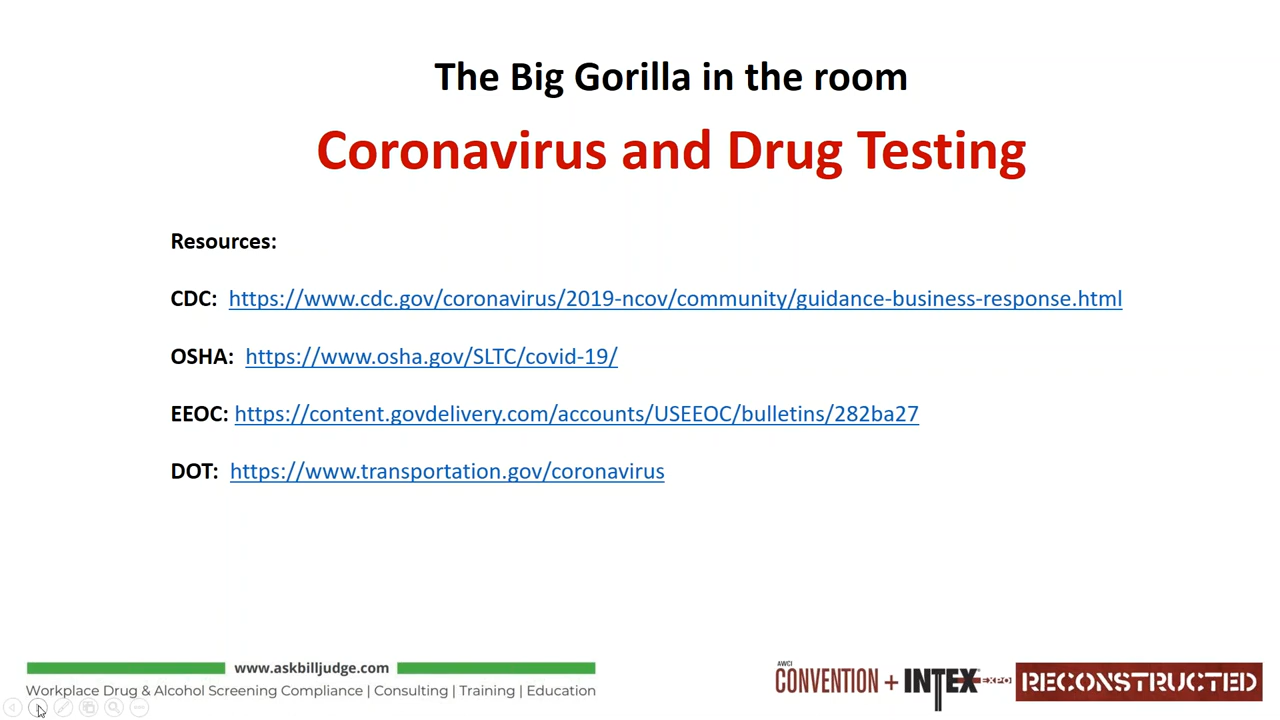 The Big Gorilla in the room
Coronavirus and Drug Testing
Resources:
CDC: https://www.cdc.gov/coronavirus/2019-ncov/community/guidance-business-response.html
OSHA: https://www.osha.gov/SLTC/covid-19/
EEOC: https://content.govdelivery.com/accounts/USEEOC/bulletins/282ba27
DOT: https://www.transportation.gov/coronavirus
www.askbilljudge.com
Workplace Drug & Alcohol Screening Compliance | Consulting | Training | Education
AWCI
CONVENTION + INTEX EXPO RECONSTRUCTED